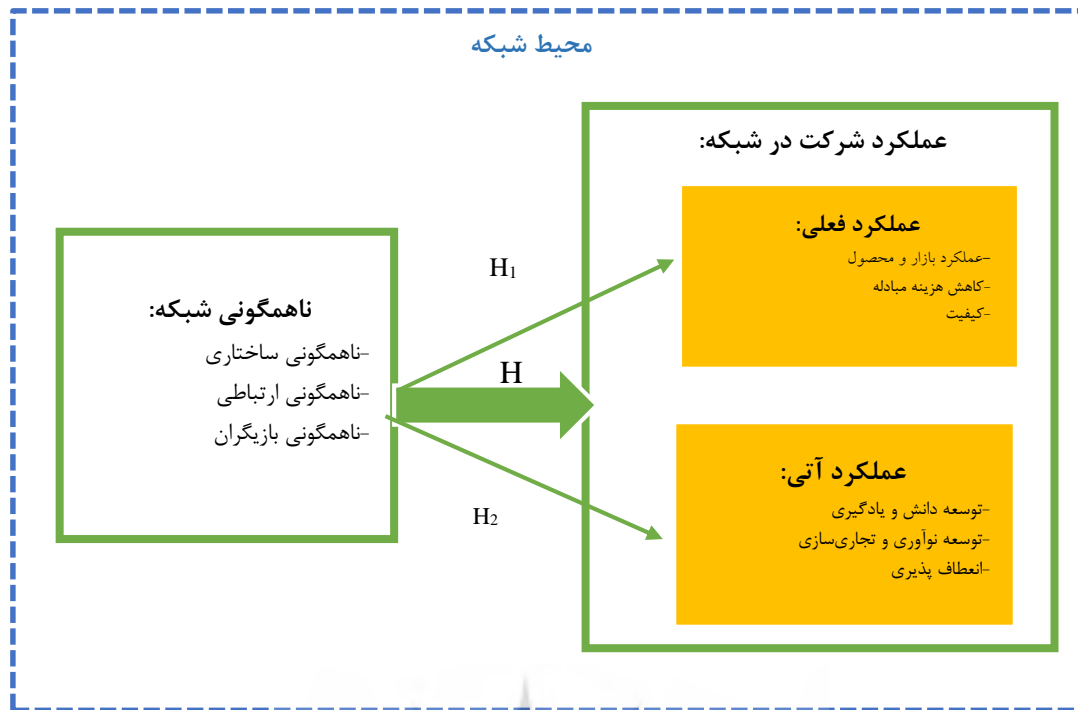 محیط شبکه
عملکرد شرکت در شبکه:
عملکرد فعلی:
-عملکرد بازار و محصول
-کاهش هزینه مبادله
-کیفیت
H1
ناهمگونی شبکه:
-ناهمگونی ساختاری
-ناهمگونی ارتباطی
-ناهمگونی بازیگران
H
H2
عملکرد آتی:
-توسعه دانش و یادگیری
-توسعه نوآوری و تجاری‌سازی
-انعطاف پذیری